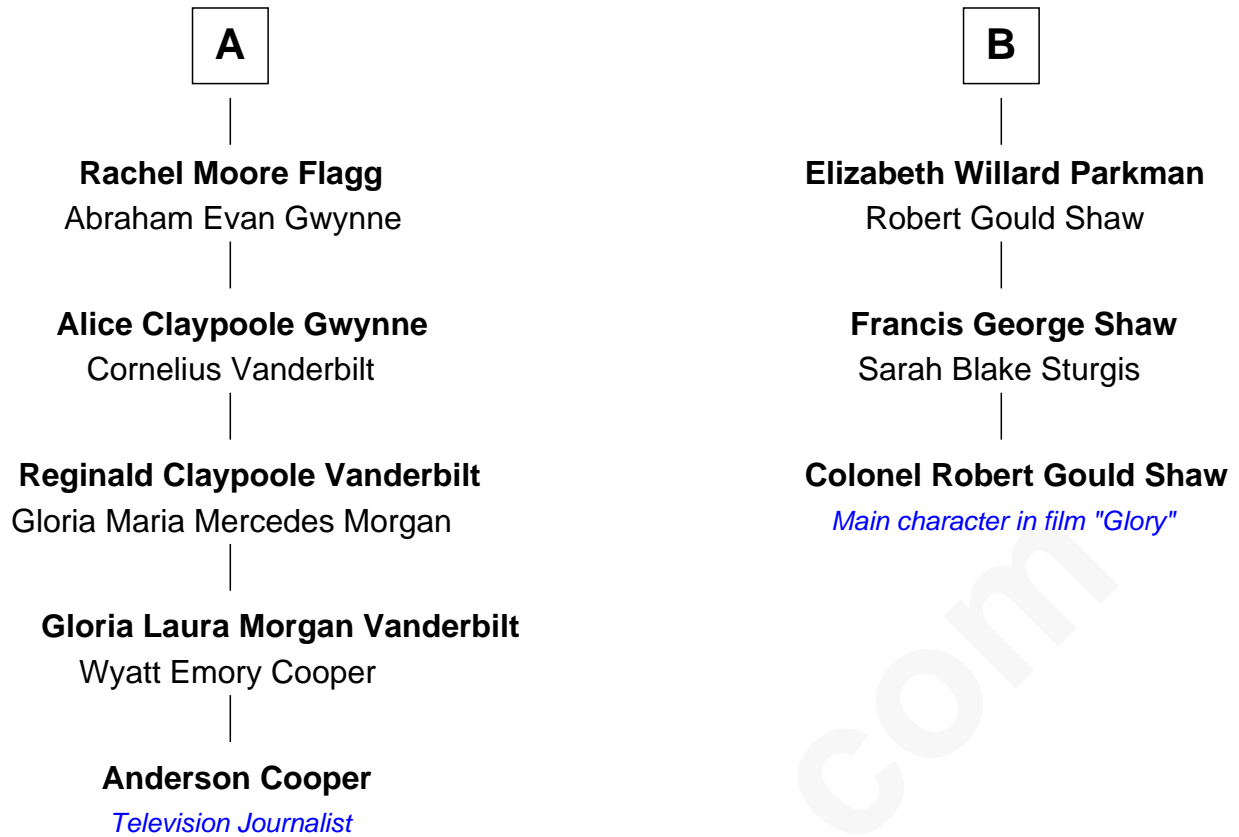 A
Rachel Moore Flagg
Abraham Evan Gwynne
Alice Claypoole Gwynne
Cornelius Vanderbilt
Reginald Claypoole Vanderbilt
Gloria Maria Mercedes Morgan
Gloria Laura Morgan Vanderbilt
Wyatt Emory Cooper
Anderson Cooper
Television Journalist
B
Elizabeth Willard Parkman
Robert Gould Shaw
Francis George Shaw
Sarah Blake Sturgis
Colonel Robert Gould Shaw
Main character in film "Glory"
com